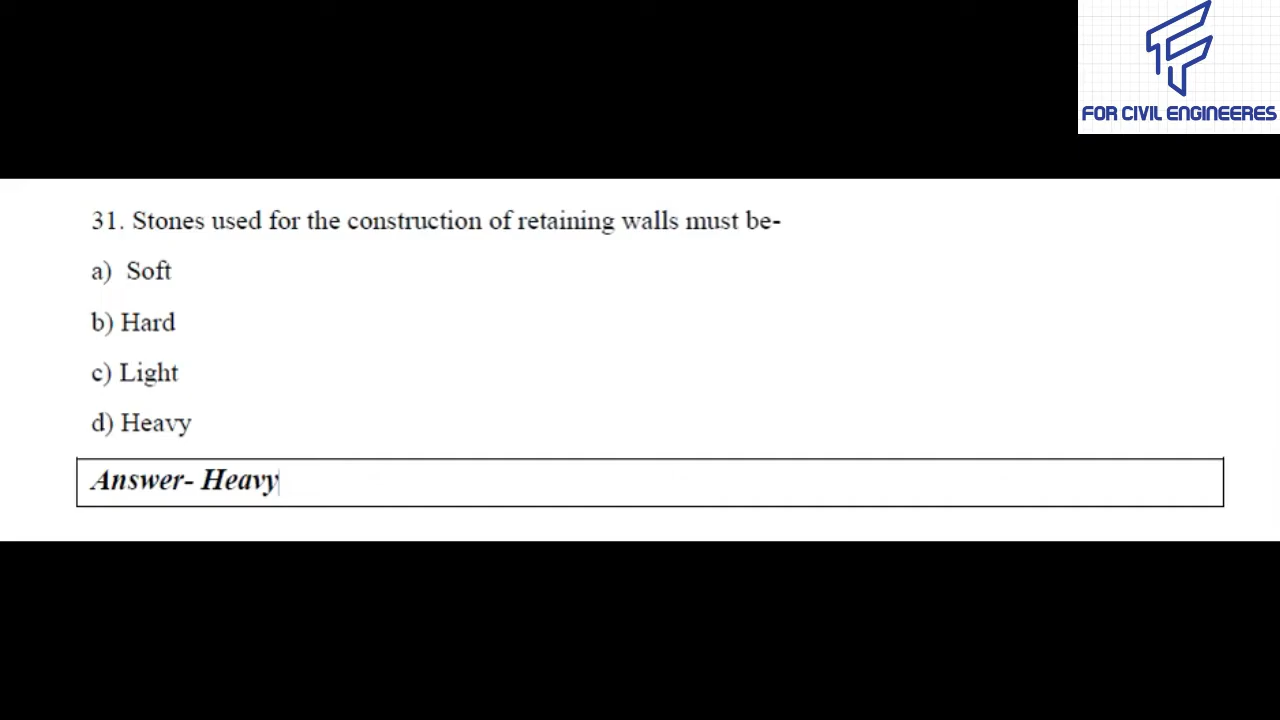 FOR CIVIL ENGINEERES
31. Stones used for the construction of retaining walls must be-
a) Soft
b) Hard
c) Light
d) Heavy
Answer- Heavy